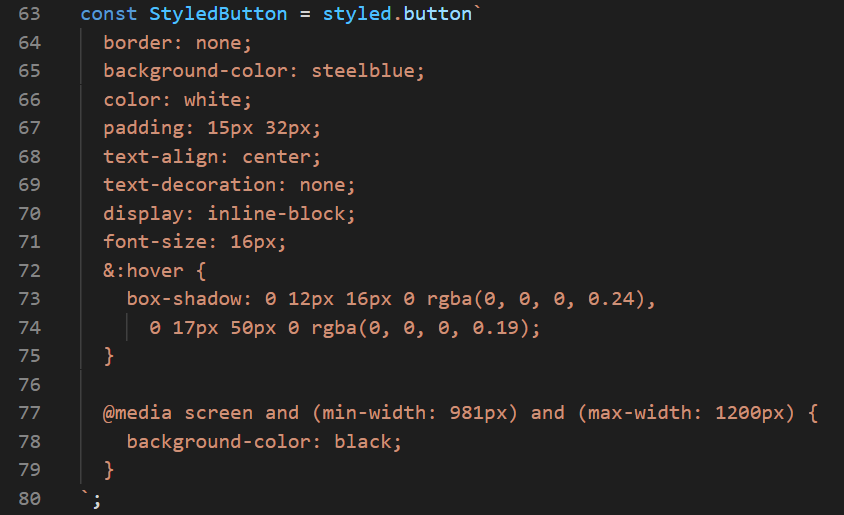 63 const StyledButton = styled.button`
64 border: none;
65 background-color: steelblue;
66 color: white;
67 padding: 15px 32px;
68 text-align: center;
69 text-decoration: none;
70 display: inline-block;
71 font-size: 16px;
72 &:hover {
73 box-shadow: 0 12px 16px 0 rgba(0, 0, 0, 0.24),
74 0 17px 50px 0 rgba(0, 0, 0, 0.19);
75 }
76
77 @media screen and (min-width: 981px) and (max-width: 1200px) {
78 background-color: black;
79 }
80 `;